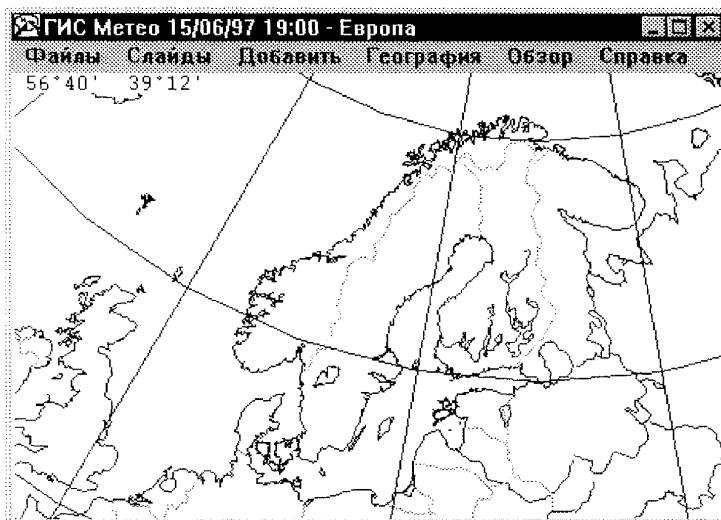 ГИС Метео 15/06/97 19:00 - Европа
Файлы Слайды Добавить География Обзор Справка
56°40' 39°12'